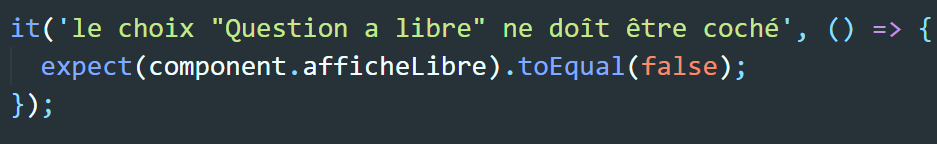 it('le choix "Question a libre" ne doît être coché', () => {
expect(component.afficheLibre).toEqual(false);
});